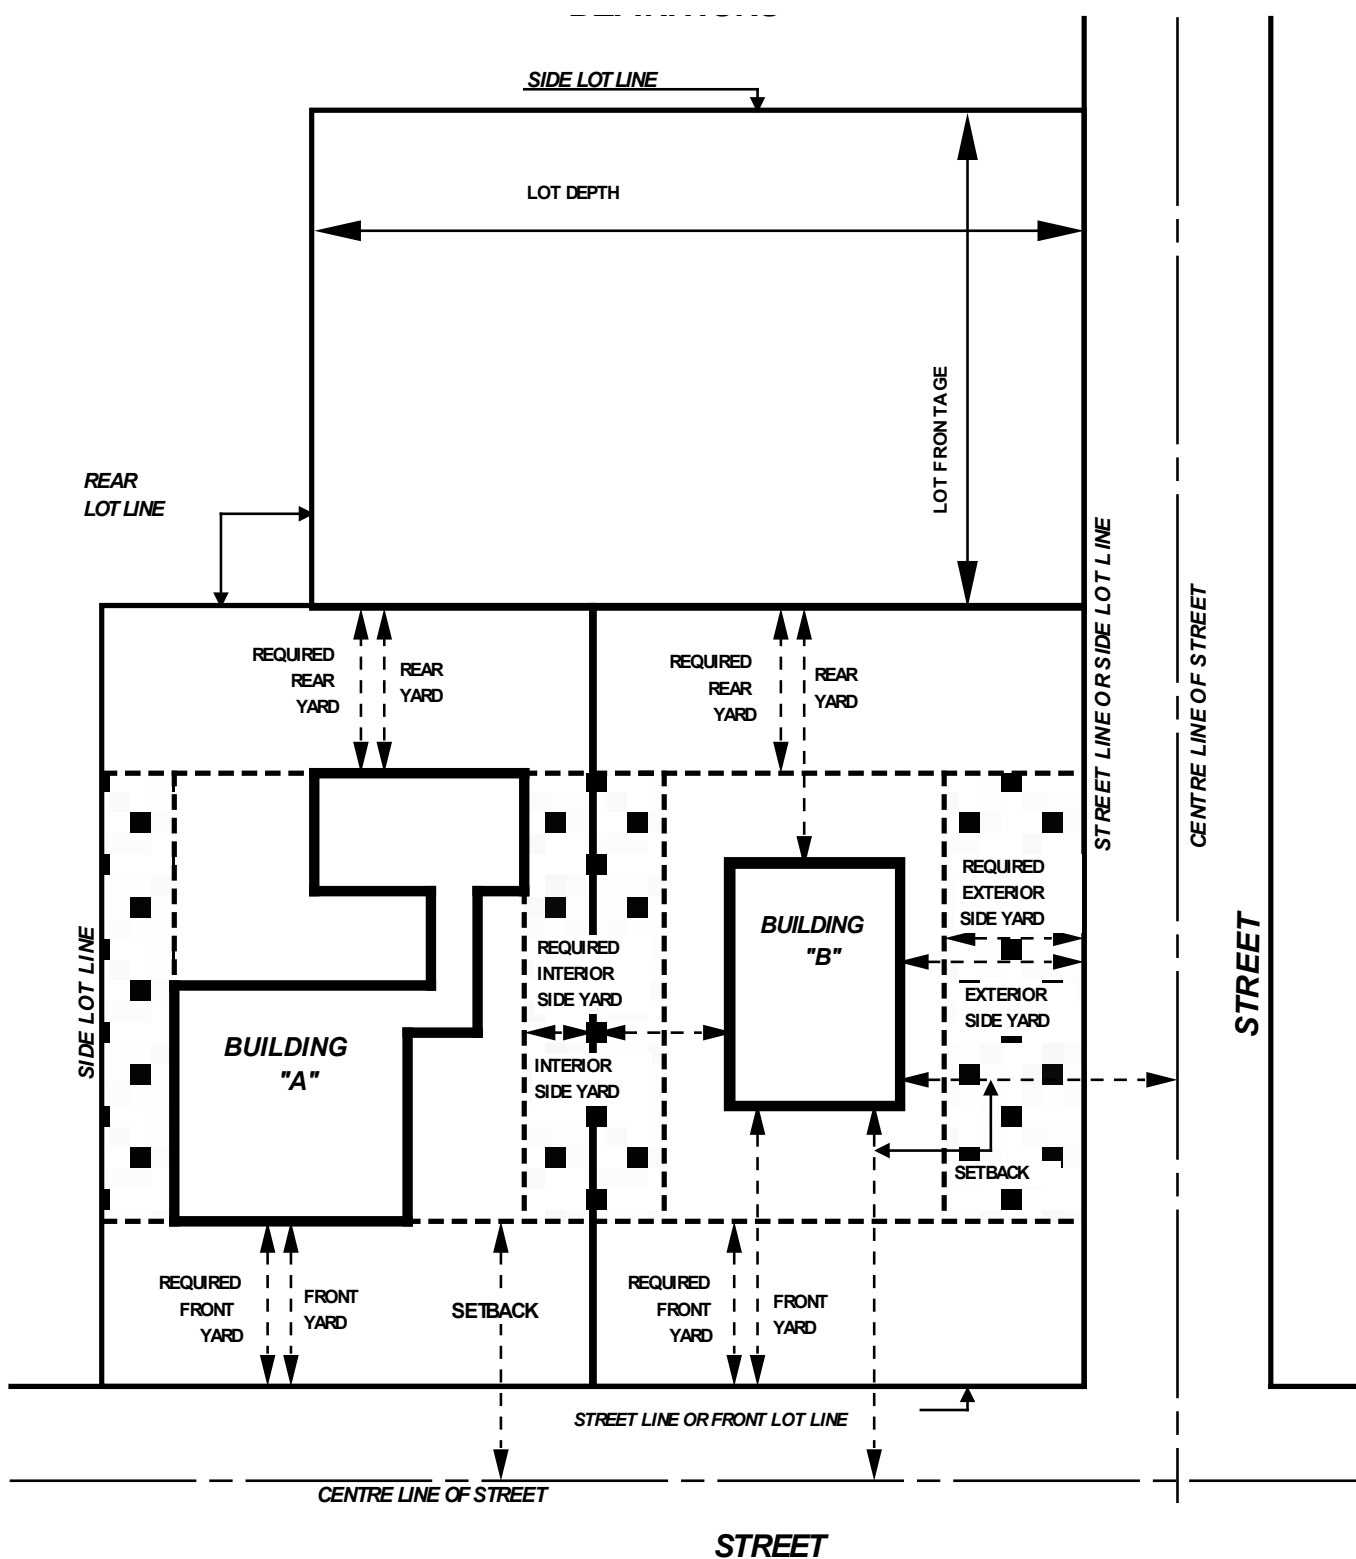 SIDE LOT LINE
LOT DEPTH
LOT FRONTAGE
REAR
LOT LINE
STREET LINE OR SIDE LOT LINE
CENTRE LINE OF STREET
REQUIRED
REAR
YARD
REAR
YARD
REQUIRED
REAR
YARD
REAR
YARD
SIDE LOT LINE
BUILDING
"A"
REQUIRED
INTERIOR
SIDE YARD
INTERIOR
SIDE YARD
BUILDING
"B"
REQUIRED
EXTERIOR
SIDE YARD
EXTERIOR
SIDE YARD
SETBACK
STREET
REQUIRED
FRONT
YARD
FRONT
YARD
SETBACK
REQUIRED
FRONT
YARD
FRONT
YARD
STREET LINE OR FRONT LOT LINE
CENTRE LINE OF STREET
STREET